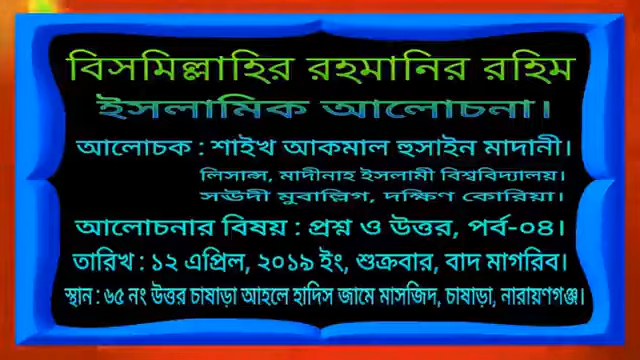 বিসমিল্লাহির রহমানির রহিম
ইসলামিক আলোচনা।
আলোচক : শাইখ আকমাল হুসাইন মাদানী।
লিসান্স, মাদীনাহ ইসলামী বিশ্ববিদ্যালয়।
সঊদী মুবাল্লিগ, দক্ষিণ কোরিয়া।
আলোচনার বিষয় : প্রশ্ন ও উত্তর, পর্ব-০৪।
তারিখ : ১২ এপ্রিল, ২০১৯ ইং, শুক্রবার, বাদ মাগরিব।
স্থান : ৬৫ নং উত্তর চাষাড়া আহলে হাদিস জামে মাসজিদ, চাষাড়া, নারায়ণগঞ্জ।